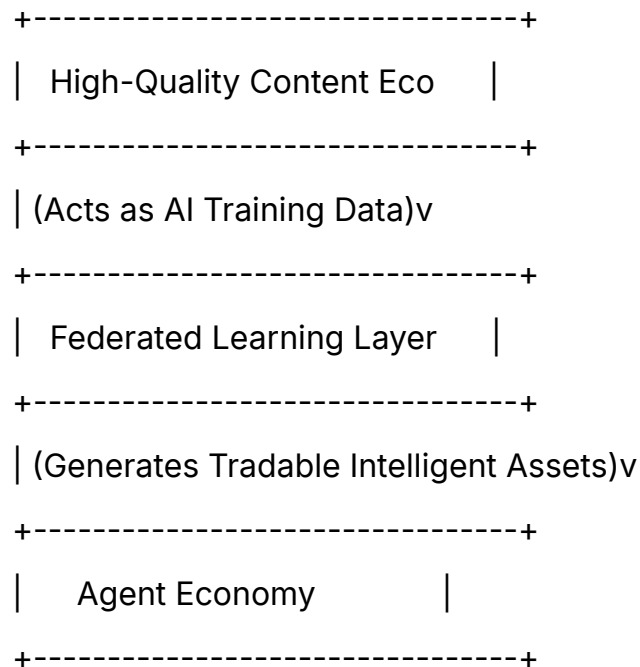 +--------------------------------+
|   High-Quality Content Eco      |
+--------------------------------+
| (Acts as AI Training Data)v
+--------------------------------+
|   Federated Learning Layer      |
+--------------------------------+
| (Generates Tradable Intelligent Assets)v
+--------------------------------+
|      Agent Economy              |
+--------------------------------+